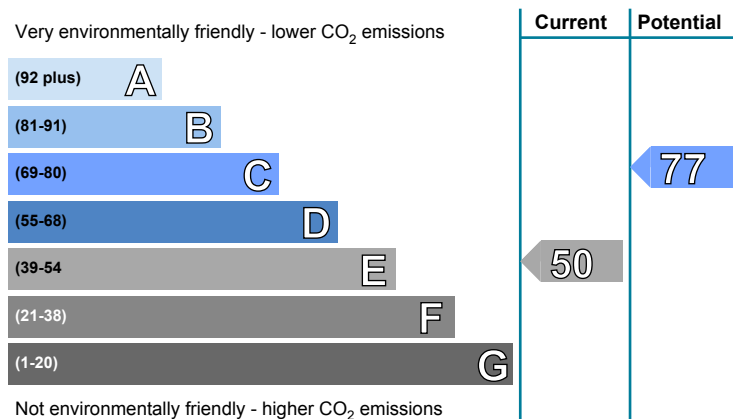 Very environmentally friendly - lower CO₂ emissions
Current Potential
(92 plus) A
(81-91) B
(69-80) C
77
(55-68) D
(39-54 E
50
(21-38) F
(1-20) G
Not environmentally friendly - higher CO₂ emissions